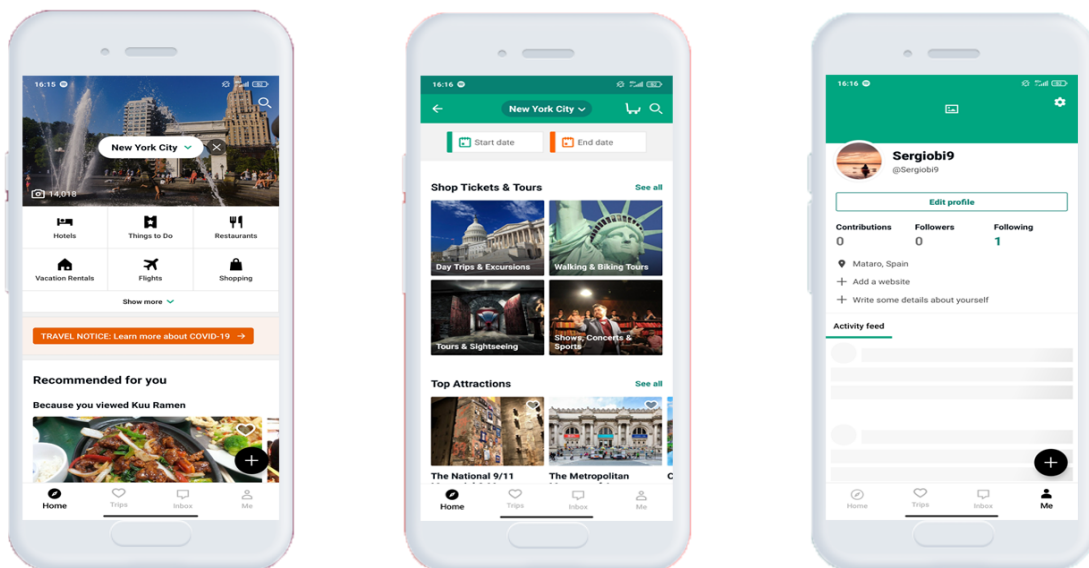 16:15
New York City
14,018
Hotels
Things to Do
Restaurants
Vacation Rentals
Flights
Shopping
Show more
TRAVEL NOTICE: Learn more about COVID-19 →
Recommended for you
Because you viewed Kuu Ramen
Home
Trips
Inbox
Me
16:16
New York City
Start date
End date
Shop Tickets & Tours
See all
Day Trips & Excursions
Walking & Biking Tours
Tours & Sightseeing
Shows, Concerts &
Sports
Top Attractions
See all
The National 9/11
The Metropolitan
Home
Trips
Inbox
Me
16:16
Sergiobi9
@Sergiobi9
Edit profile
Contributions
Followers
Following
0
0
1
Mataro, Spain
Add a website
Write some details about yourself
Activity feed
Home
Trips
Inbox
Me